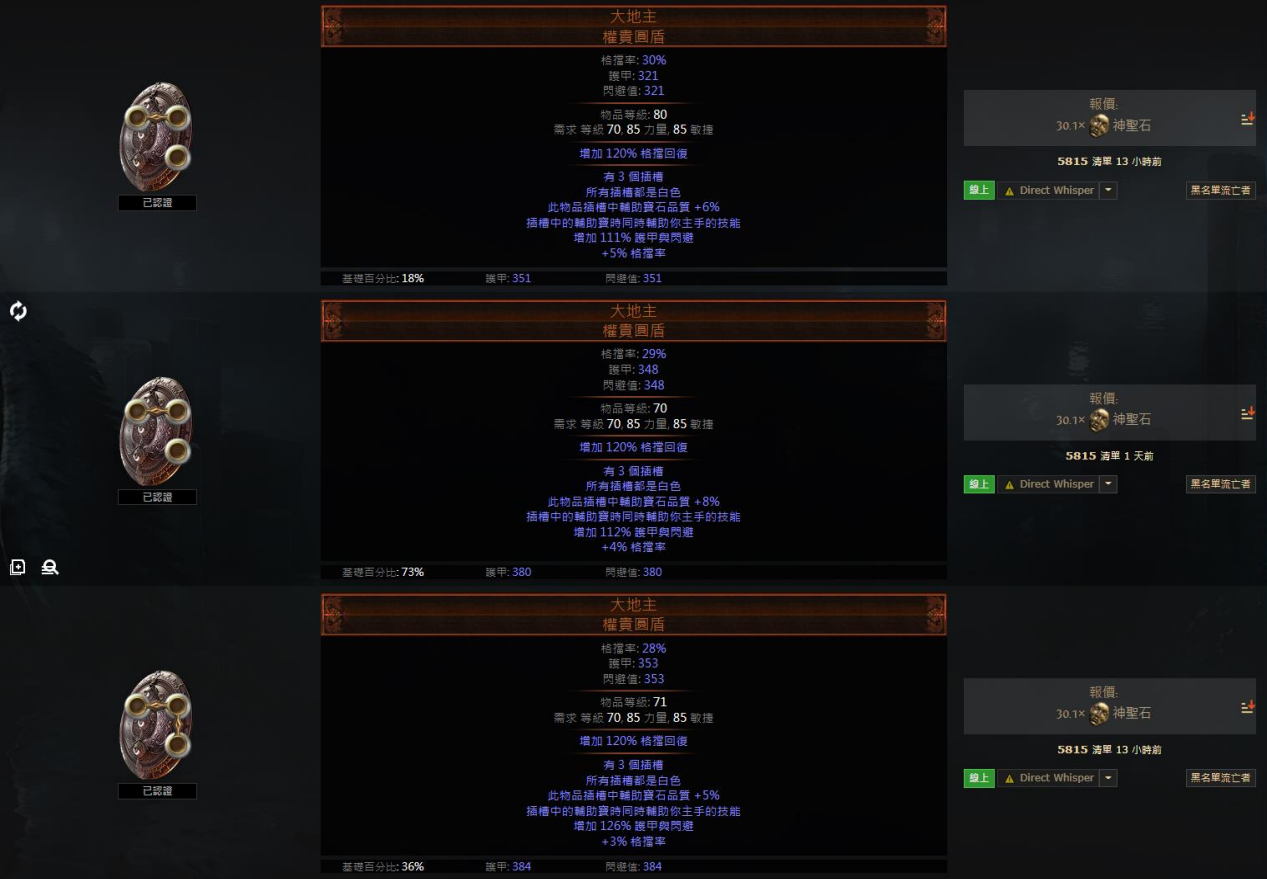 大地主
權貴圓盾
格擋率: 30%
護甲: 321
閃避值: 321
物品等級: 80
需求 等級 70, 85 力量, 85 敏捷
增加 120% 格擋回復
有 3 個插槽
所有插槽都是白色
此物品插槽中輔助寶石品質 +6%
插槽中的輔助寶時同時輔助你主手的技能
增加 111% 護甲與閃避
+5% 格擋率
基礎百分比: 18% 護甲: 351 閃避值: 351
已認證
報價:
30.1× 神聖石
5815 清單 13 小時前
線上 Direct Whisper 黑名單流亡者
大地主
權貴圓盾
格擋率: 29%
護甲: 348
閃避值: 348
物品等級: 70
需求 等級 70, 85 力量, 85 敏捷
增加 120% 格擋回復
有 3 個插槽
所有插槽都是白色
此物品插槽中輔助寶石品質 +8%
插槽中的輔助寶時同時輔助你主手的技能
增加 112% 護甲與閃避
+4% 格擋率
基礎百分比: 73% 護甲: 380 閃避值: 380
已認證
報價:
30.1× 神聖石
5815 清單 1 天前
線上 Direct Whisper 黑名單流亡者
大地主
權貴圓盾
格擋率: 28%
護甲: 353
閃避值: 353
物品等級: 71
需求 等級 70, 85 力量, 85 敏捷
增加 120% 格擋回復
有 3 個插槽
所有插槽都是白色
此物品插槽中輔助寶石品質 +5%
插槽中的輔助寶時同時輔助你主手的技能
增加 126% 護甲與閃避
+3% 格擋率
基礎百分比: 36% 護甲: 384 閃避值: 384
已認證
報價:
30.1× 神聖石
5815 清單 13 小時前
線上 Direct Whisper 黑名單流亡者